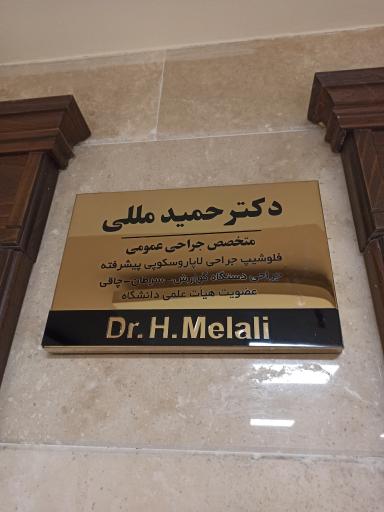 دکتر حمید مللی
متخصص جراحی عمومی
فلوشیپ جراحی لاپاروسکوپی پیشرفته
جراحی دستگاه گوارش - سرطان - چاقی
عضویت هیات علمی دانشگاه
Dr. H. Melali